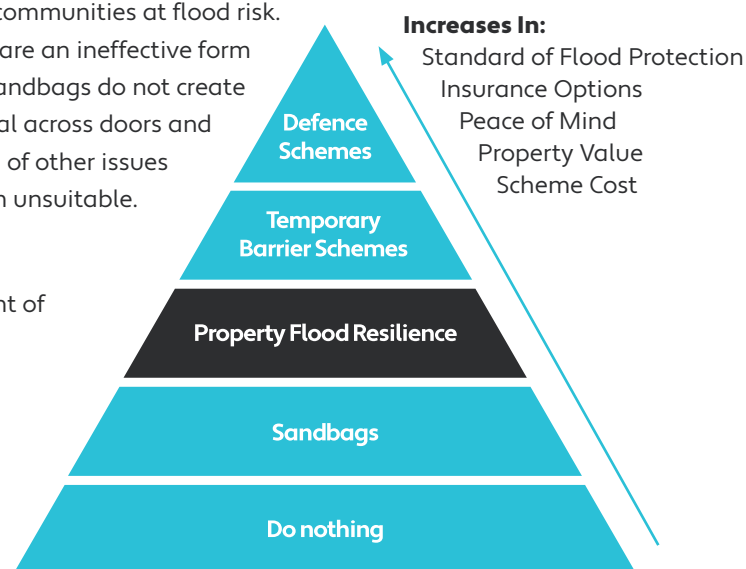 communities at flood risk.
are an ineffective form
andbags do not create
al across doors and
of other issues
n unsuitable.
nt of
Increases In:
Standard of Flood Protection
Insurance Options
Peace of Mind
Property Value
Scheme Cost
Defence
Schemes
Temporary
Barrier Schemes
Property Flood Resilience
Sandbags
Do nothing